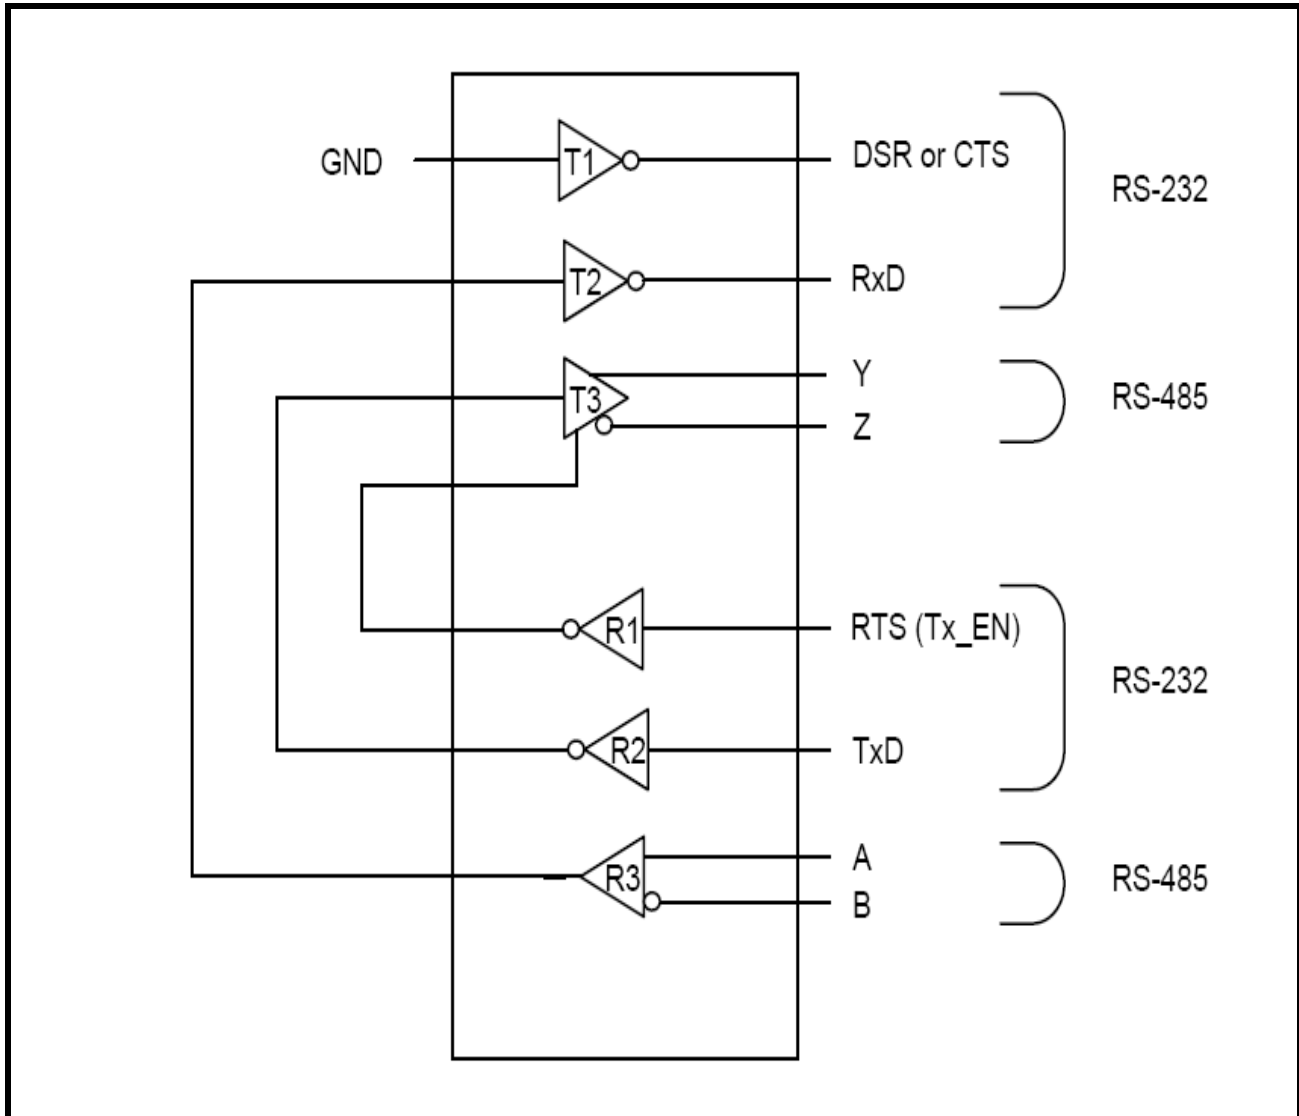 GND
T1
DSR or CTS
RS-232
T2
RxD
T3
Y
Z
RS-485
R1
RTS (Tx_EN)
RS-232
R2
TxD
R3
A
B
RS-485